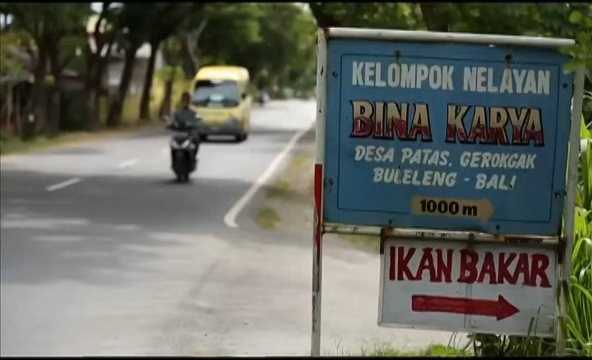 KELOMPOK NELAYAN
BINA KARYA
DESA PATAS, GEROKGAK
BULELENG - BALI
1000 m
IKAN BAKAR